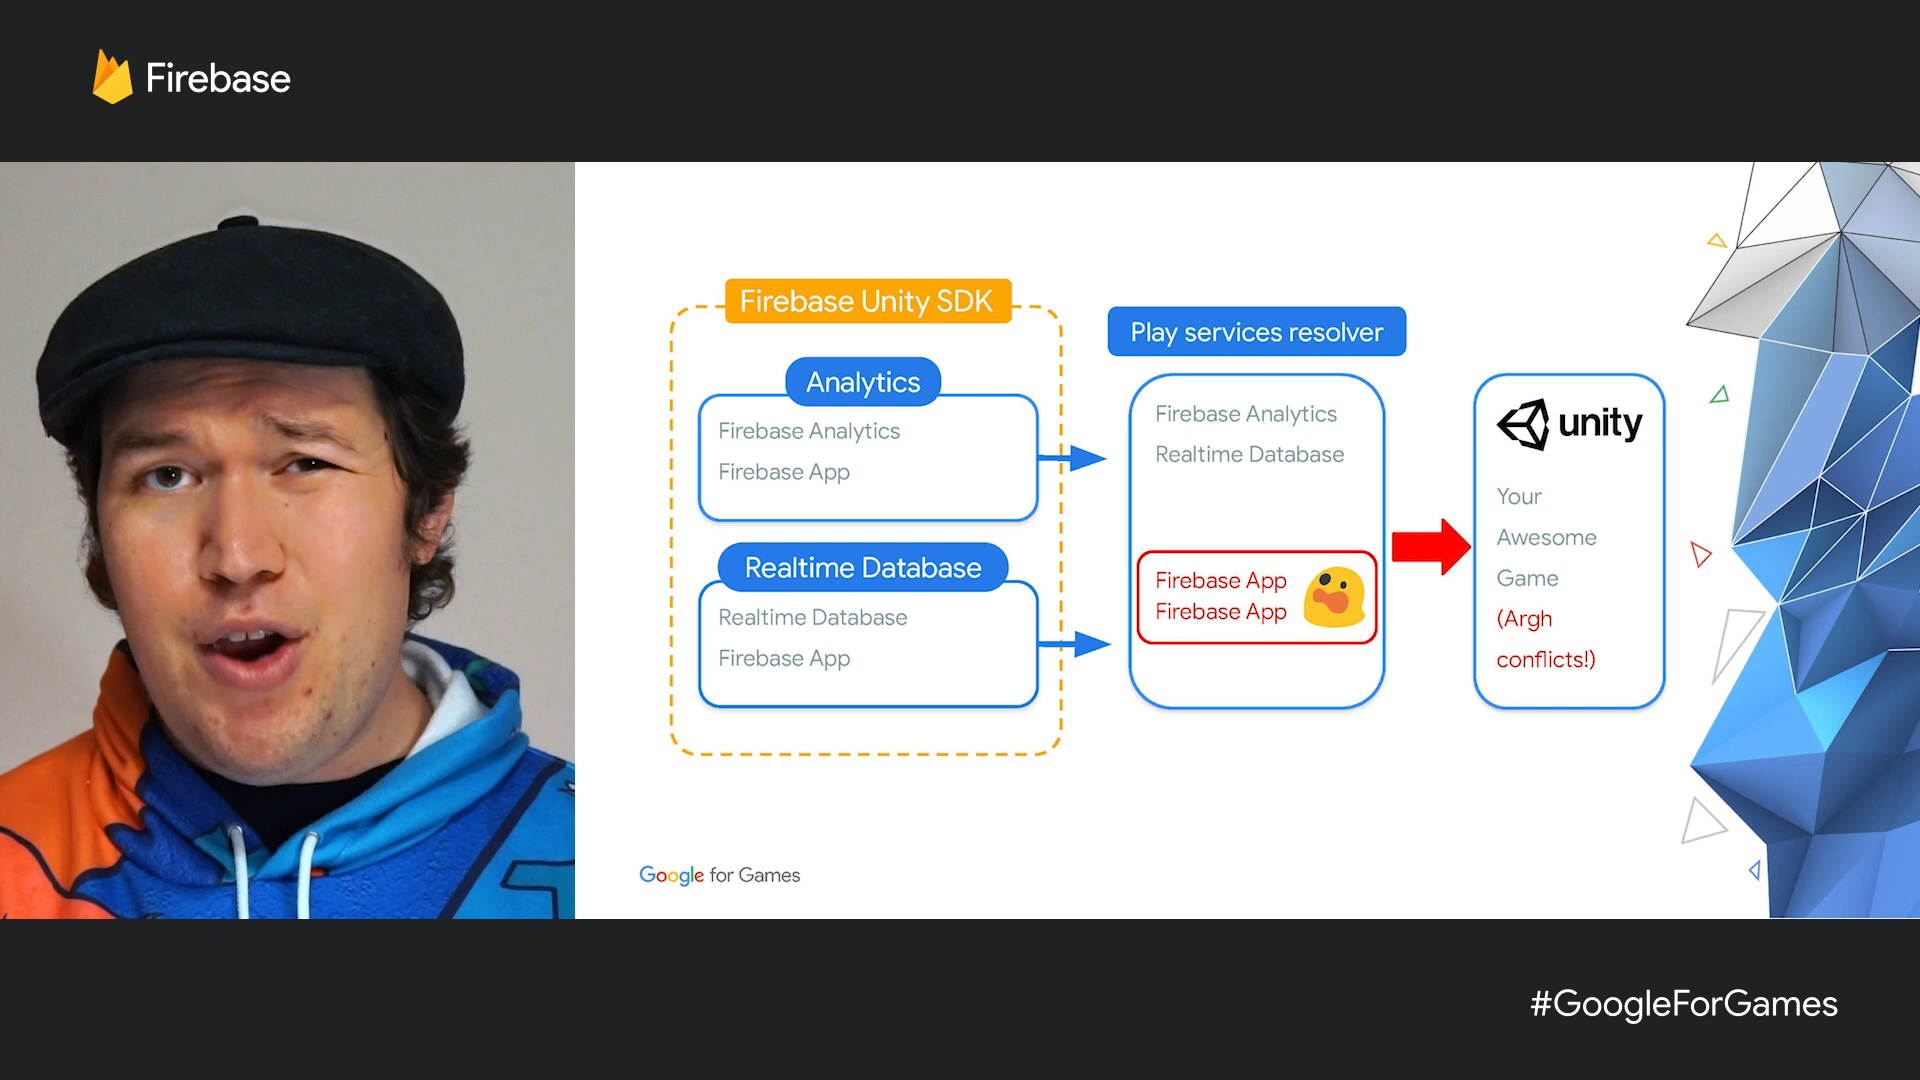 Firebase
Firebase Unity SDK
Analytics
Firebase Analytics
Firebase App
Realtime Database
Realtime Database
Firebase App
Play services resolver
Firebase Analytics
Realtime Database
Firebase App
Firebase App
unity
Your
Awesome
Game
(Argh
conflicts!)
Google for Games
#GoogleForGames